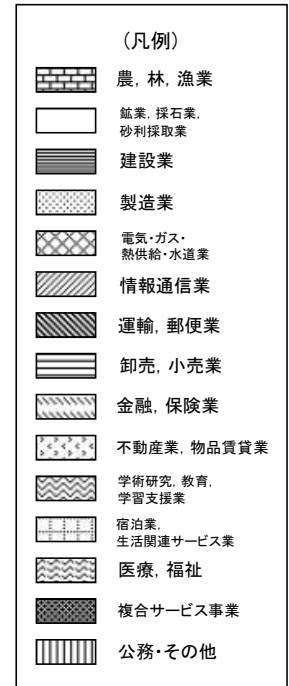 (凡例)
農, 林, 漁業
鉱業, 採石業,
砂利採取業
建設業
製造業
電気・ガス・
熱供給・水道業
情報通信業
運輸, 郵便業
卸売, 小売業
金融, 保険業
不動産業, 物品賃貸業
学術研究, 教育,
学習支援業
宿泊業,
生活関連サービス業
医療, 福祉
複合サービス事業
公務・その他